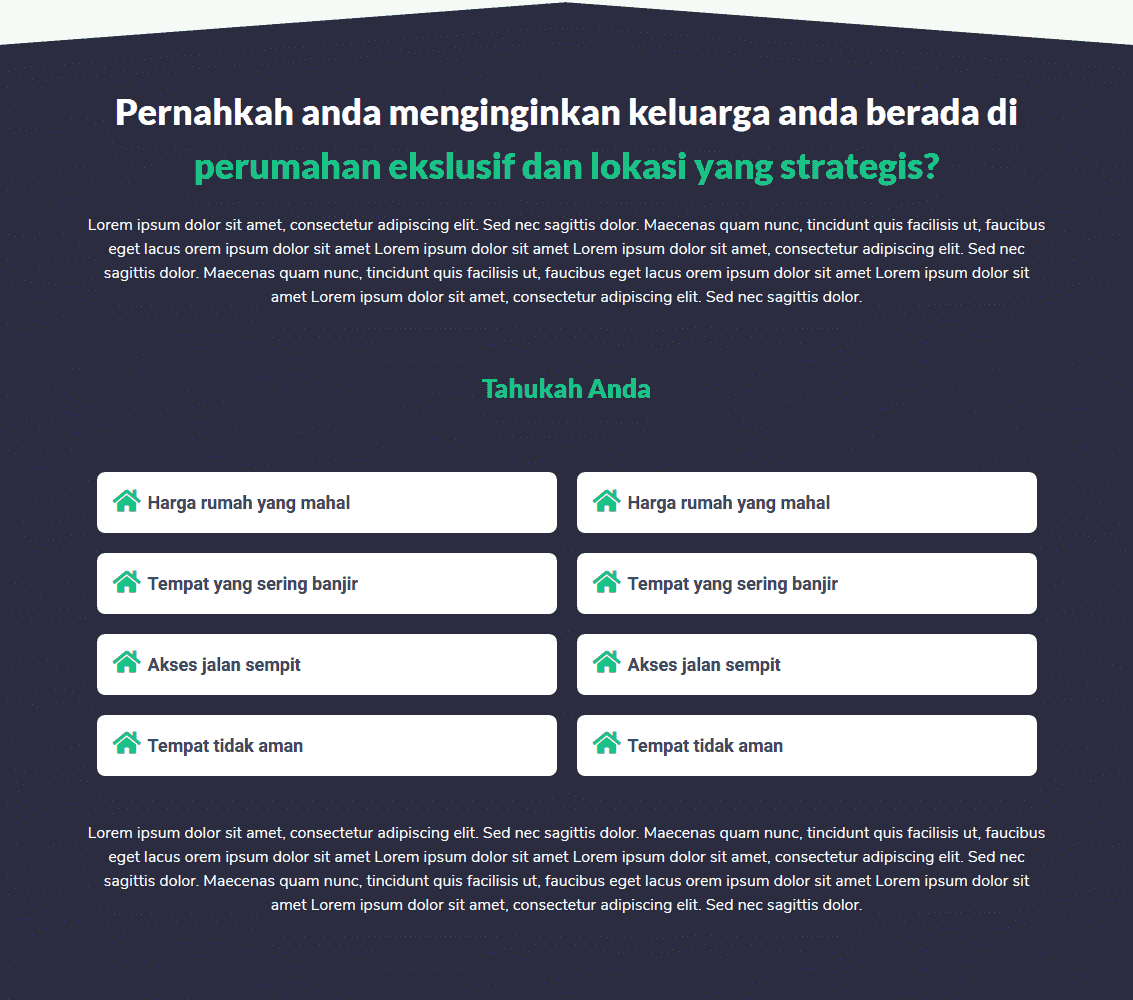 Pernahkah anda menginginkan keluarga anda berada di
perumahan ekslusif dan lokasi yang strategis?
Lorem ipsum dolor sit amet, consectetur adipiscing elit. Sed nec sagittis dolor. Maecenas quam nunc, tincidunt quis facilisis ut, faucibus
eget lacus orem ipsum dolor sit amet Lorem ipsum dolor sit amet Lorem ipsum dolor sit amet, consectetur adipiscing elit. Sed nec
sagittis dolor. Maecenas quam nunc, tincidunt quis facilisis ut, faucibus eget lacus orem ipsum dolor sit amet Lorem ipsum dolor sit
amet Lorem ipsum dolor sit amet, consectetur adipiscing elit. Sed nec sagittis dolor.
Tahukah Anda
Harga rumah yang mahal
Harga rumah yang mahal
Tempat yang sering banjir
Tempat yang sering banjir
Akses jalan sempit
Akses jalan sempit
Tempat tidak aman
Tempat tidak aman
Lorem ipsum dolor sit amet, consectetur adipiscing elit. Sed nec sagittis dolor. Maecenas quam nunc, tincidunt quis facilisis ut, faucibus
eget lacus orem ipsum dolor sit amet Lorem ipsum dolor sit amet Lorem ipsum dolor sit amet, consectetur adipiscing elit. Sed nec
sagittis dolor. Maecenas quam nunc, tincidunt quis facilisis ut, faucibus eget lacus orem ipsum dolor sit amet Lorem ipsum dolor sit
amet Lorem ipsum dolor sit amet, consectetur adipiscing elit. Sed nec sagittis dolor.